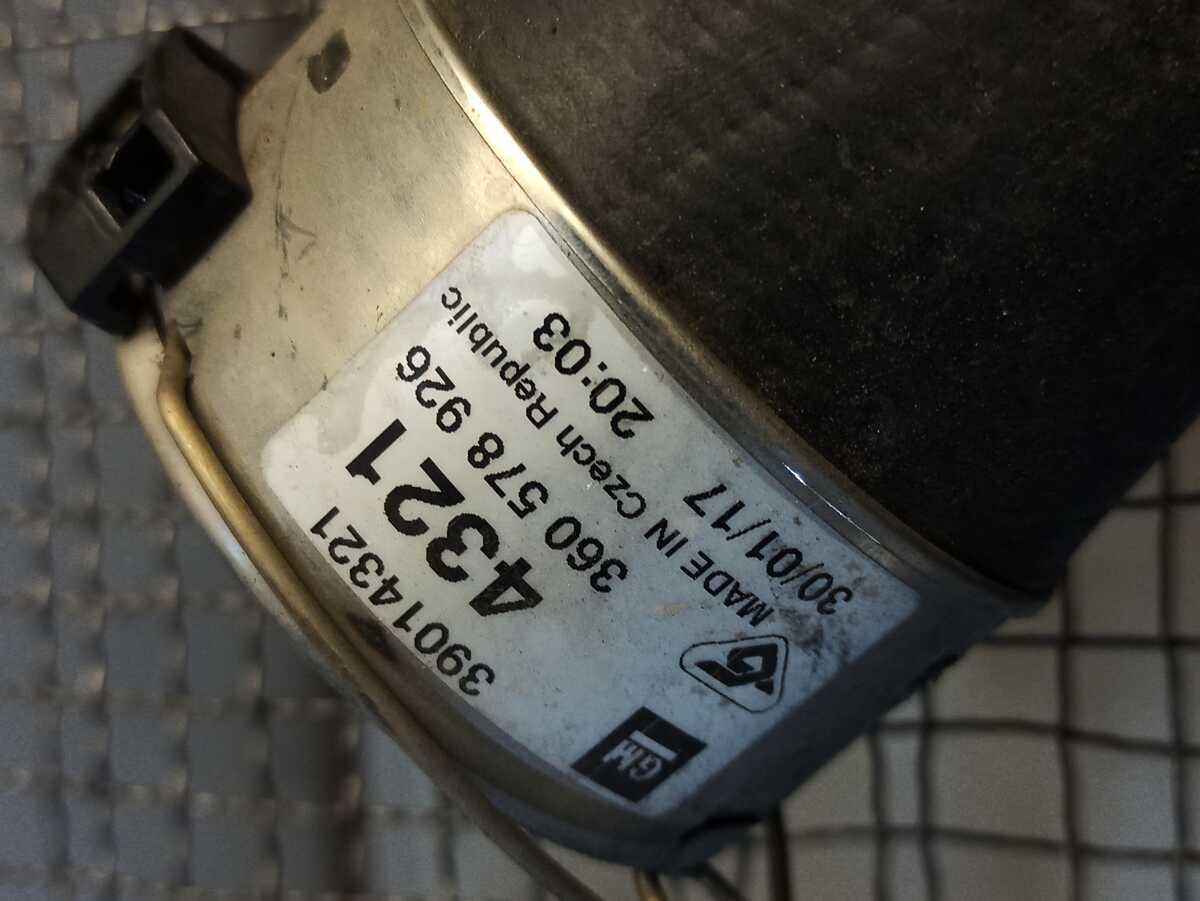 39014321
4321
360 578 926
MADE IN Czech Republic
30/01/17 20:03
GM